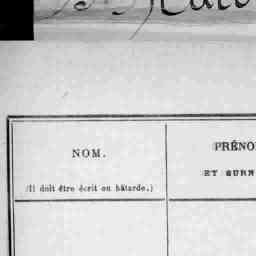 NOM.
(Il doit être écrit en bâtarde.)
PRÉNO
ET SURN